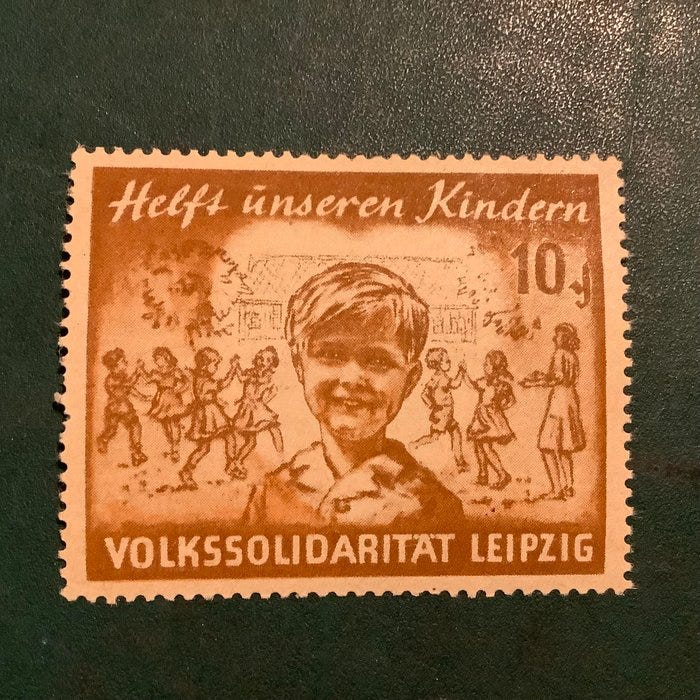 Helft unseren Kindern
10 ₰
VOLKSSOLIDARITÄT LEIPZIG